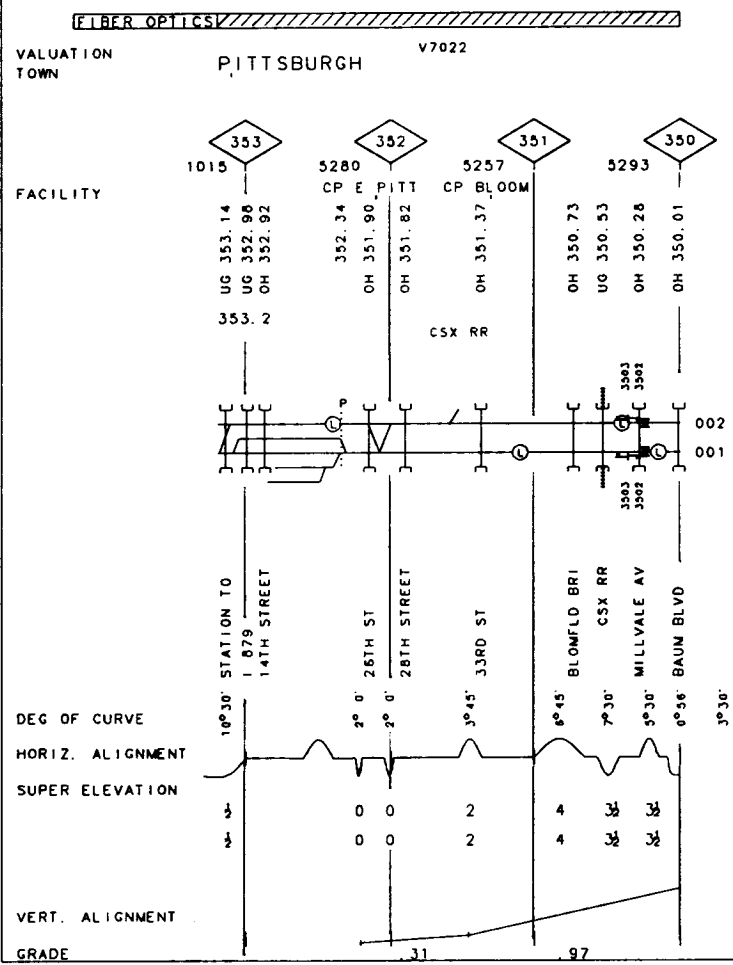 FIBER OPTICS
VALUATION V7022
TOWN PITTSBURGH
353 352 351 350
1015 5280 5257 5293
FACILITY CP E PITT CP BLOOM
UG 353.14
UG 352.98
OH 352.92
352.34
OH 351.90
OH 351.82
OH 351.37
OH 350.73
UG 350.53
OH 350.28
OH 350.01
353.2
CSX RR
3503
3502
P
L L
002
L L
001
3503
3502
STATION TO
1 879
14TH STREET
26TH ST
28TH STREET
33RD ST
BLOMFLD BRI
CSX RR
MILLVALE AV
BAUM BLVD
DEG OF CURVE 10°30' 2° 0' 2° 0' 3°45' 6°45' 7°30' 5°30' 0°56' 3°30'
HORIZ. ALIGNMENT
SUPER ELEVATION
½ 0 0 2 4 3½ 3½
½ 0 0 2 4 3½ 3½
VERT. ALIGNMENT
GRADE .31 .97